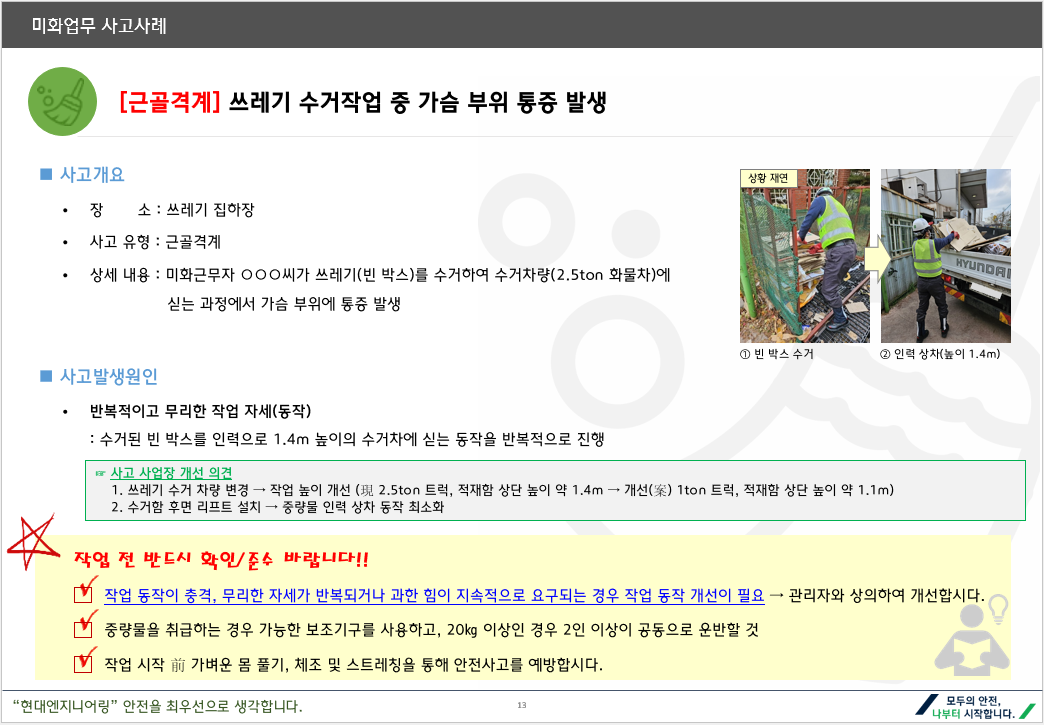 미화업무 사고사례
[근골격계] 쓰레기 수거작업 중 가슴 부위 통증 발생
■ 사고개요
• 장 소 : 쓰레기 집하장
• 사고 유형 : 근골격계
• 상세 내용 : 미화근무자 ○○○씨가 쓰레기(빈 박스)를 수거하여 수거차량(2.5ton 화물차)에
싣는 과정에서 가슴 부위에 통증 발생
상황 재연
HYUNDAI
① 빈 박스 수거
② 인력 상차(높이 1.4m)
■ 사고발생원인
• 반복적이고 무리한 작업 자세(동작)
: 수거된 빈 박스를 인력으로 1.4m 높이의 수거차에 싣는 동작을 반복적으로 진행
☞ 사고 사업장 개선 의견
1. 쓰레기 수거 차량 변경 → 작업 높이 개선 (現 2.5ton 트럭, 적재함 상단 높이 약 1.4m → 개선(案) 1ton 트럭, 적재함 상단 높이 약 1.1m)
2. 수거함 후면 리프트 설치 → 중량물 인력 상차 동작 최소화
작업 전 반드시 확인/준수 바랍니다!!
작업 동작이 충격, 무리한 자세가 반복되거나 과한 힘이 지속적으로 요구되는 경우 작업 동작 개선이 필요 → 관리자와 상의하여 개선합시다.
중량물을 취급하는 경우 가능한 보조기구를 사용하고, 20㎏ 이상인 경우 2인 이상이 공동으로 운반할 것
작업 시작 前 가벼운 몸 풀기, 체조 및 스트레칭을 통해 안전사고를 예방합시다.
“현대엔지니어링” 안전을 최우선으로 생각합니다.
13
모두의 안전,
나부터 시작합니다.